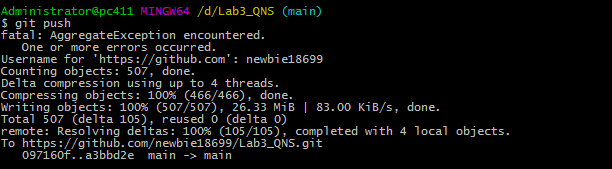 Administrator@pc411 MINGW64 /d/Lab3_QNS (main)
$ git push
fatal: AggregateException encountered.
   One or more errors occurred.
Username for 'https://github.com': newbie18699
Counting objects: 507, done.
Delta compression using up to 4 threads.
Compressing objects: 100% (466/466), done.
Writing objects: 100% (507/507), 26.33 MiB | 83.00 KiB/s, done.
Total 507 (delta 105), reused 0 (delta 0)
remote: Resolving deltas: 100% (105/105), completed with 4 local objects.
To https://github.com/newbie18699/Lab3_QNS.git
   097160f..a3bbd2e  main -> main